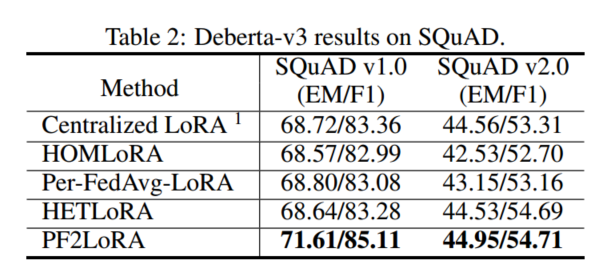 Table 2: Deberta-v3 results on SQuAD.
Method SQuAD v1.0 (EM/F1) SQuAD v2.0 (EM/F1)
Centralized LoRA 1 68.72/83.36 44.56/53.31
HOMLoRA 68.57/82.99 42.53/52.70
Per-FedAvg-LoRA 68.80/83.08 43.15/53.16
HETLoRA 68.64/83.28 44.53/54.69
PF2LoRA 71.61/85.11 44.95/54.71